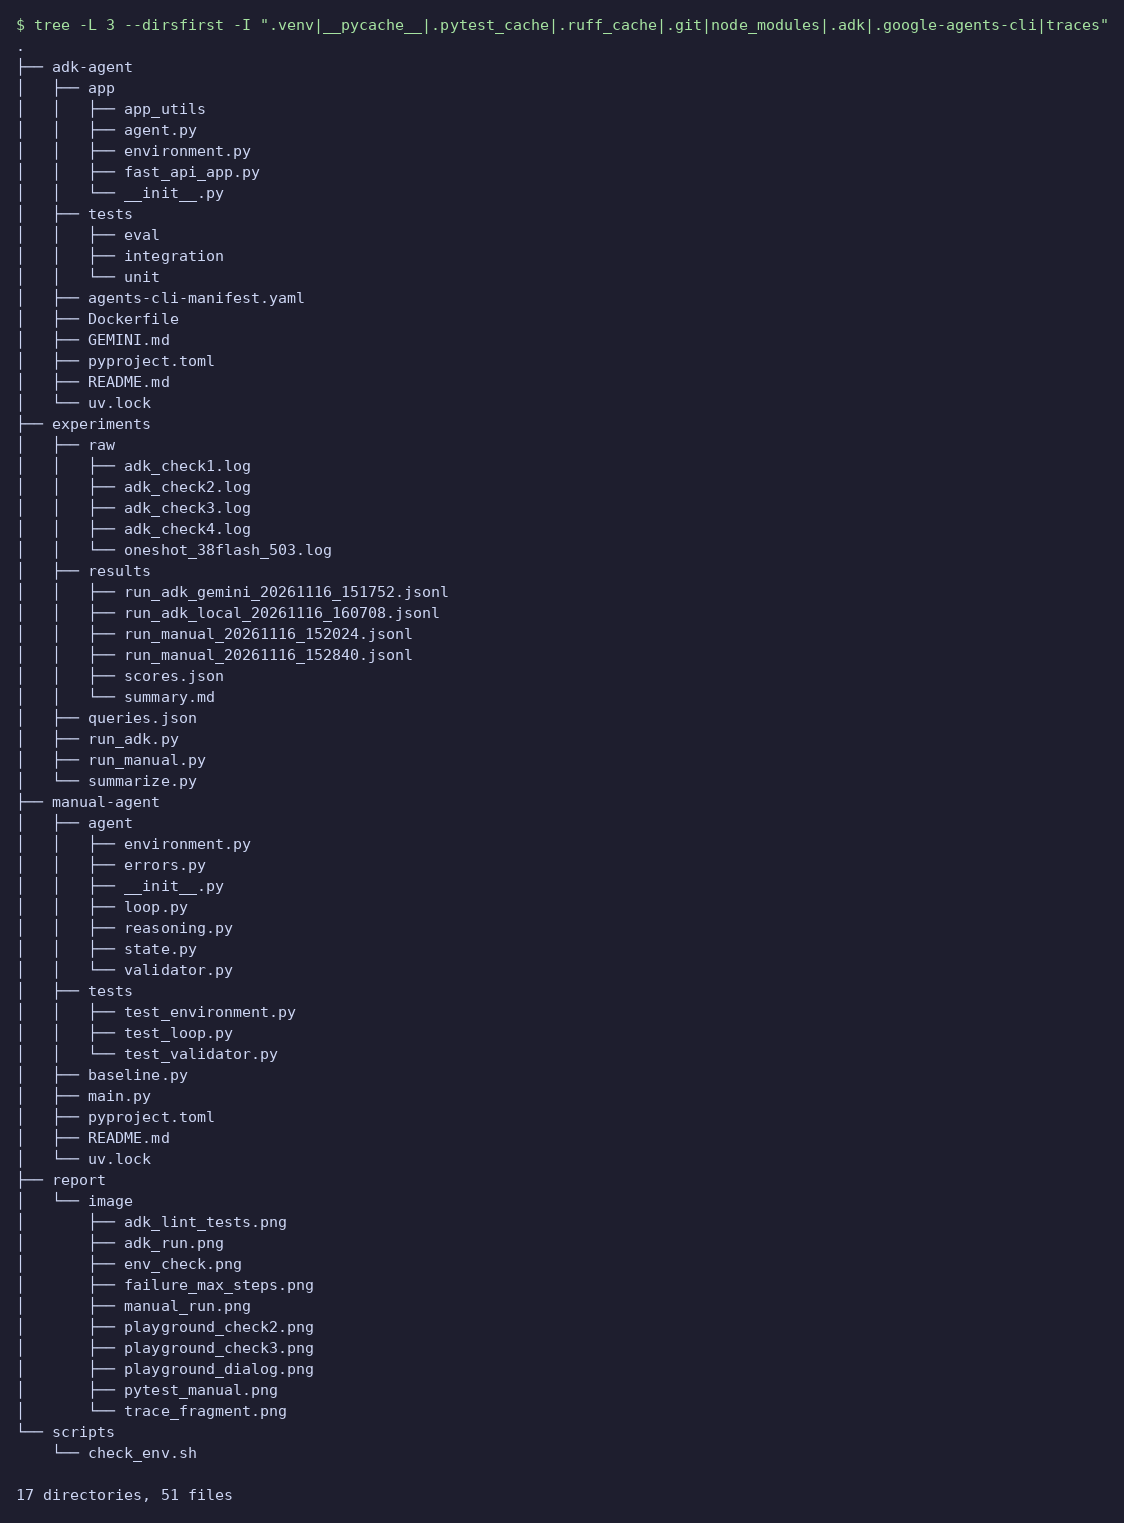 $ tree -L 3 --dirsfirst -I ".venv|__pycache__|.pytest_cache|.ruff_cache|.git|node_modules|.adk|.google-agents-cli|traces"
.
├── adk-agent
│   ├── app
│   │   ├── app_utils
│   │   ├── agent.py
│   │   ├── environment.py
│   │   ├── fast_api_app.py
│   │   └── __init__.py
│   ├── tests
│   │   ├── eval
│   │   ├── integration
│   │   └── unit
│   ├── agents-cli-manifest.yaml
│   ├── Dockerfile
│   ├── GEMINI.md
│   ├── pyproject.toml
│   ├── README.md
│   └── uv.lock
├── experiments
│   ├── raw
│   │   ├── adk_check1.log
│   │   ├── adk_check2.log
│   │   ├── adk_check3.log
│   │   ├── adk_check4.log
│   │   └── oneshot_38flash_503.log
│   ├── results
│   │   ├── run_adk_gemini_20261116_151752.jsonl
│   │   ├── run_adk_local_20261116_160708.jsonl
│   │   ├── run_manual_20261116_152024.jsonl
│   │   ├── run_manual_20261116_152840.jsonl
│   │   ├── scores.json
│   │   └── summary.md
│   ├── queries.json
│   ├── run_adk.py
│   ├── run_manual.py
│   └── summarize.py
├── manual-agent
│   ├── agent
│   │   ├── environment.py
│   │   ├── errors.py
│   │   ├── __init__.py
│   │   ├── loop.py
│   │   ├── reasoning.py
│   │   ├── state.py
│   │   └── validator.py
│   ├── tests
│   │   ├── test_environment.py
│   │   ├── test_loop.py
│   │   └── test_validator.py
│   ├── baseline.py
│   ├── main.py
│   ├── pyproject.toml
│   ├── README.md
│   └── uv.lock
├── report
│   └── image
│       ├── adk_lint_tests.png
│       ├── adk_run.png
│       ├── env_check.png
│       ├── failure_max_steps.png
│       ├── manual_run.png
│       ├── playground_check2.png
│       ├── playground_check3.png
│       ├── playground_dialog.png
│       ├── pytest_manual.png
│       └── trace_fragment.png
└── scripts
    └── check_env.sh

17 directories, 51 files